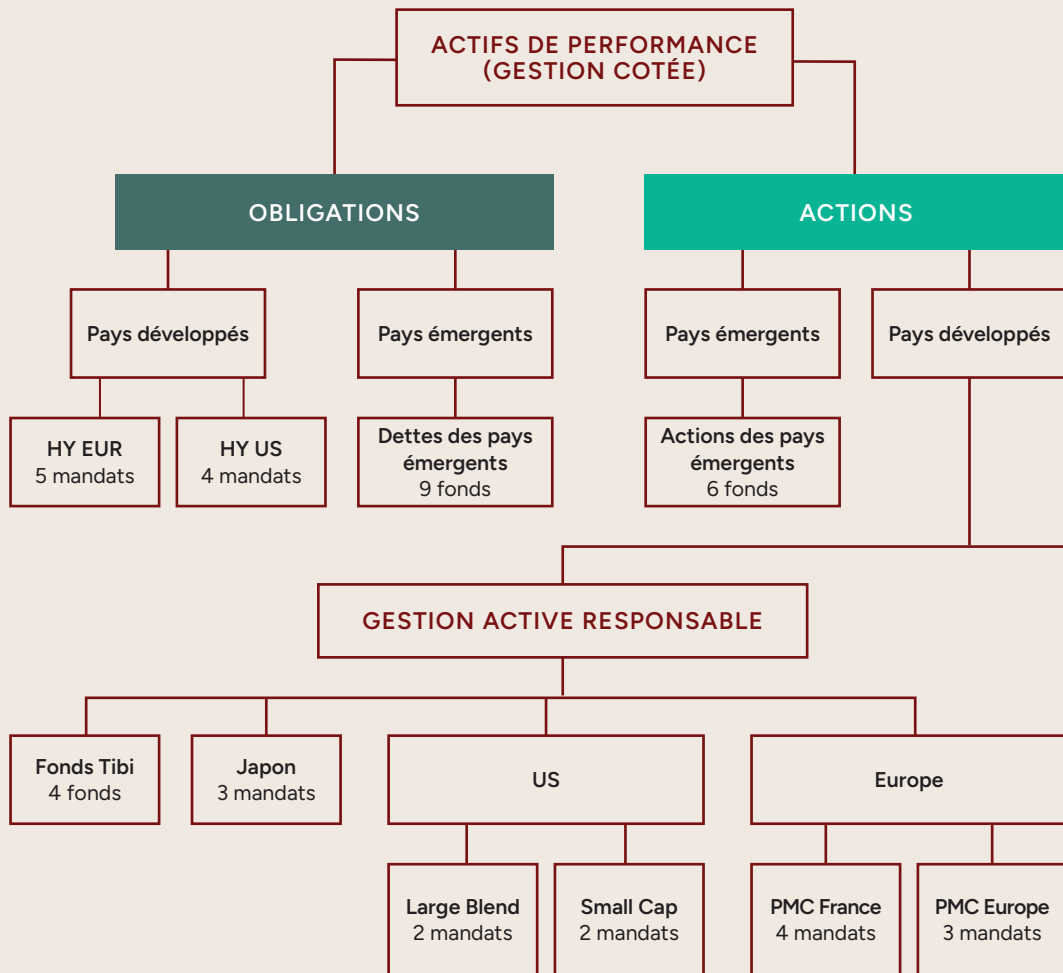 ACTIFS DE PERFORMANCE
(GESTION COTÉE)
OBLIGATIONS
ACTIONS
Pays développés
Pays émergents
Pays émergents
Pays développés
HY EUR
5 mandats
HY US
4 mandats
Dettes des pays
émergents
9 fonds
Actions des pays
émergents
6 fonds
GESTION ACTIVE RESPONSABLE
Fonds Tibi
4 fonds
Japon
3 mandats
US
Europe
Large Blend
2 mandats
Small Cap
2 mandats
PMC France
4 mandats
PMC Europe
3 mandats